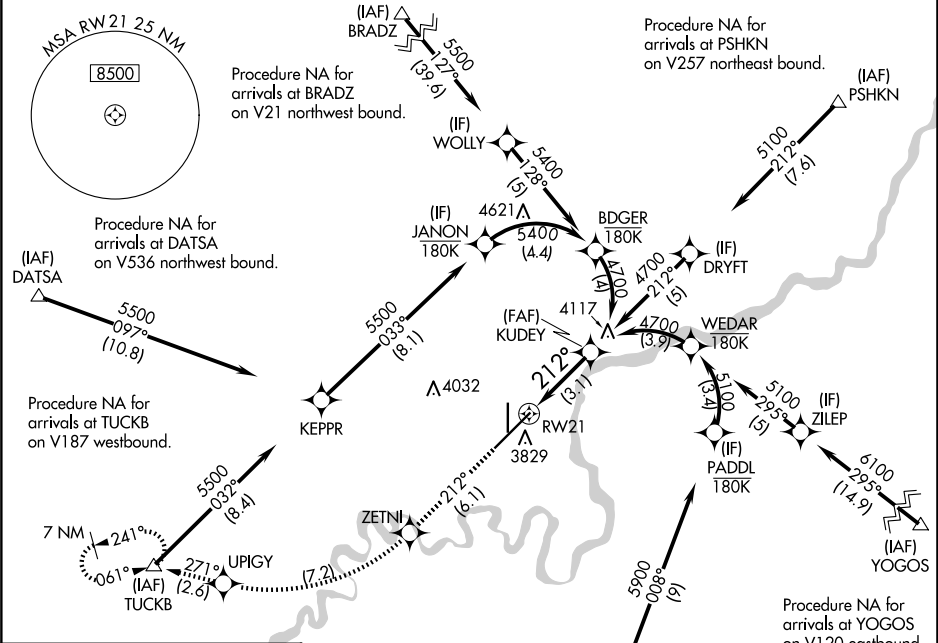 MSA RW21 25 NM
8500
(IAF)
BRADZ
5500
127°
(39.6)
Procedure NA for
arrivals at BRADZ
on V21 northwest bound.
Procedure NA for
arrivals at PSHKN
on V257 northeast bound.
(IAF)
PSHKN
5100
212°
(7.6)
(IF)
WOLLY
5400
128°
(5)
Procedure NA for
arrivals at DATSA
on V536 northwest bound.
(IAF)
DATSA
5500
097°
(10.8)
(IF)
JANON
180K
4621
5400
(4.4)
BDGER
180K
4700
(4)
(IF)
DRYFT
4700
212°
(5)
5500
033°
(8.1)
(FAF)
KUDEY
4117
4700
(3.9)
WEDAR
180K
212°
(3.1)
4032
KEPPR
RW21
3829
5100
(3.4)
(IF)
PADDL
180K
5100
295°
(5)
(IF)
ZILEP
6100
295°
(14.9)
(IAF)
YOGOS
Procedure NA for
arrivals at TUCKB
on V187 westbound.
5500
032°
(8.4)
212°
(6.1)
ZETNI
7 NM
241°
061°
(IAF)
TUCKB
271°
(2.6)
UPIGY
(7.2)
5900
008°
(9)
Procedure NA for
arrivals at YOGOS
on V120 eastbound